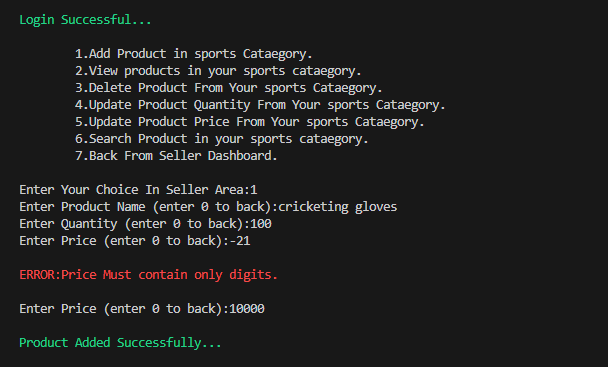 Login Successful...
1.Add Product in sports Cataegory.
2.View products in your sports cataegory.
3.Delete Product From Your sports Cataegory.
4.Update Product Quantity From Your sports Cataegory.
5.Update Product Price From Your sports Cataegory.
6.Search Product in your sports cataegory.
7.Back From Seller Dashboard.
Enter Your Choice In Seller Area:1
Enter Product Name (enter 0 to back):cricketing gloves
Enter Quantity (enter 0 to back):100
Enter Price (enter 0 to back):-21
ERROR:Price Must contain only digits.
Enter Price (enter 0 to back):10000
Product Added Successfully...